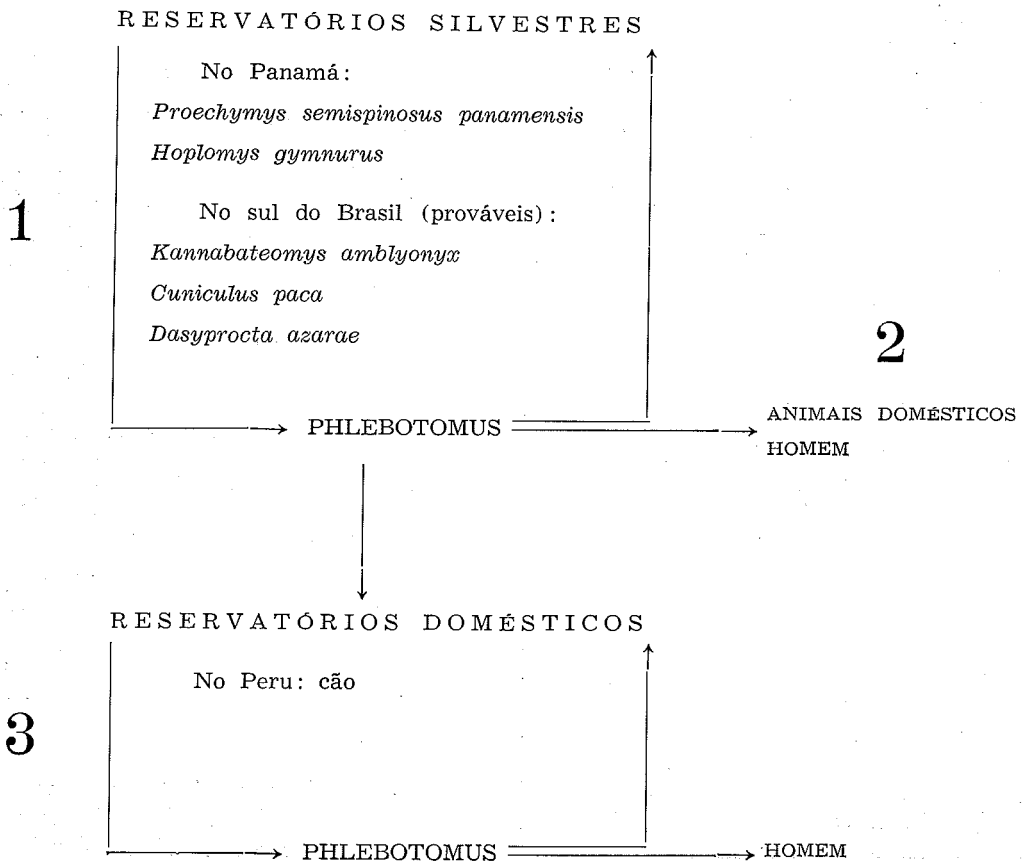 RESERVATÓRIOS SILVESTRES
No Panamá:
Proechymys semispinosus panamensis
Hoplomys gymnurus
1
No sul do Brasil (prováveis):
Kannabateomys amblyonyx
Cuniculus paca
Dasyprocta azarae
2
PHLEBOTOMUS
ANIMAIS DOMÉSTICOS
HOMEM
RESERVATÓRIOS DOMÉSTICOS
No Peru: cão
3
PHLEBOTOMUS
HOMEM